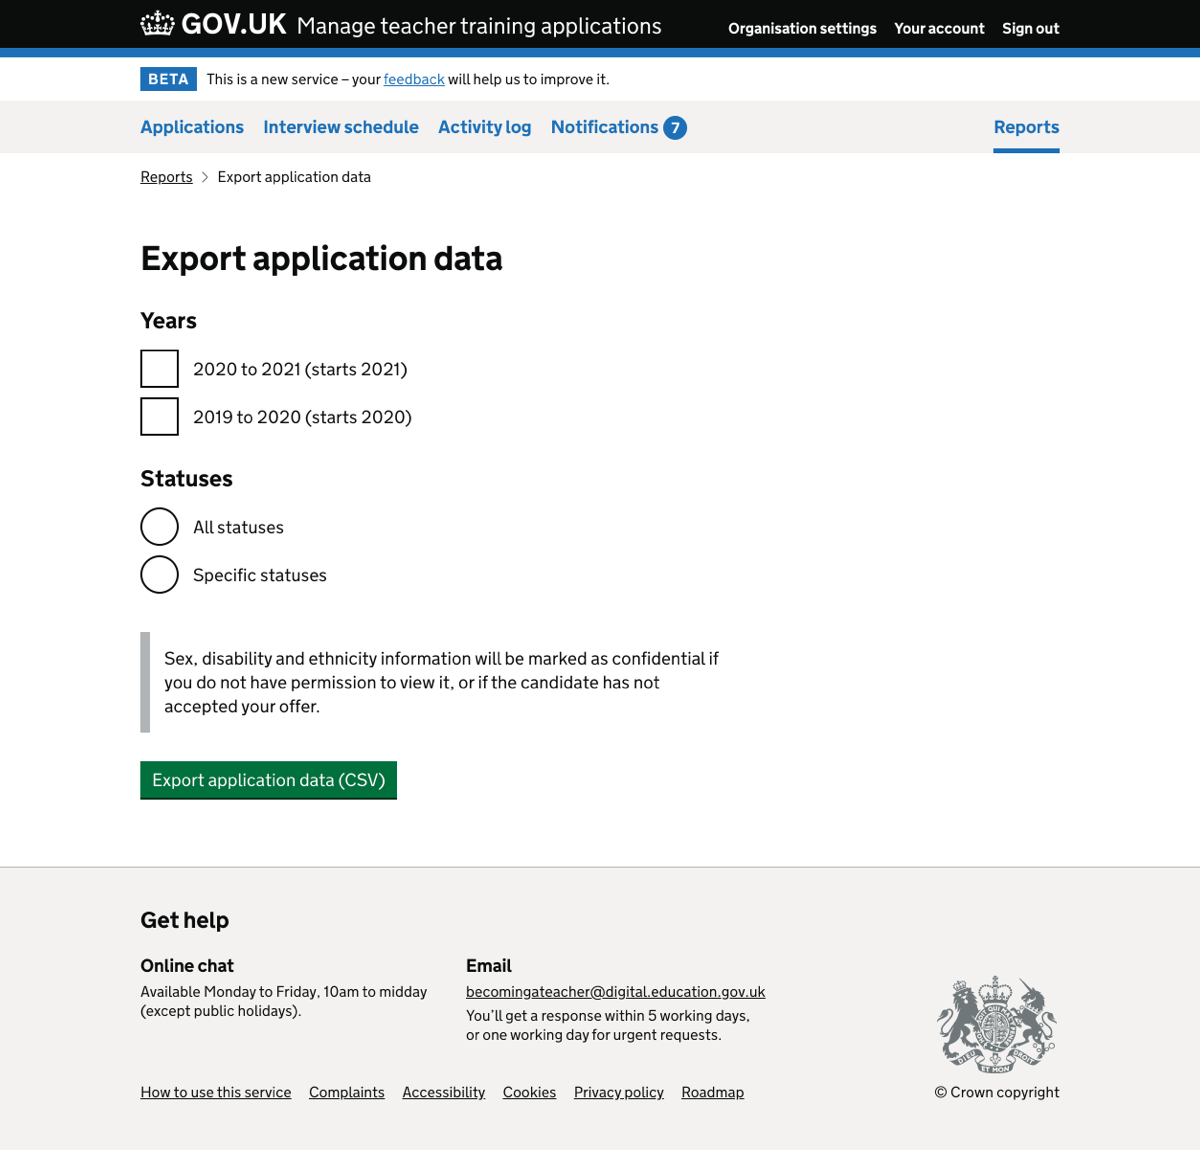 GOV.UK Manage teacher training applications Organisation settings Your account Sign out
BETA This is a new service – your feedback will help us to improve it.
Applications Interview schedule Activity log Notifications 7 Reports
Reports > Export application data
Export application data
Years
2020 to 2021 (starts 2021)
2019 to 2020 (starts 2020)
Statuses
All statuses
Specific statuses
Sex, disability and ethnicity information will be marked as confidential if
you do not have permission to view it, or if the candidate has not
accepted your offer.
Export application data (CSV)
Get help
Online chat
Available Monday to Friday, 10am to midday
(except public holidays).
Email
becomingateacher@digital.education.gov.uk
You’ll get a response within 5 working days,
or one working day for urgent requests.
DIEU ET MON DROIT
How to use this service Complaints Accessibility Cookies Privacy policy Roadmap
© Crown copyright